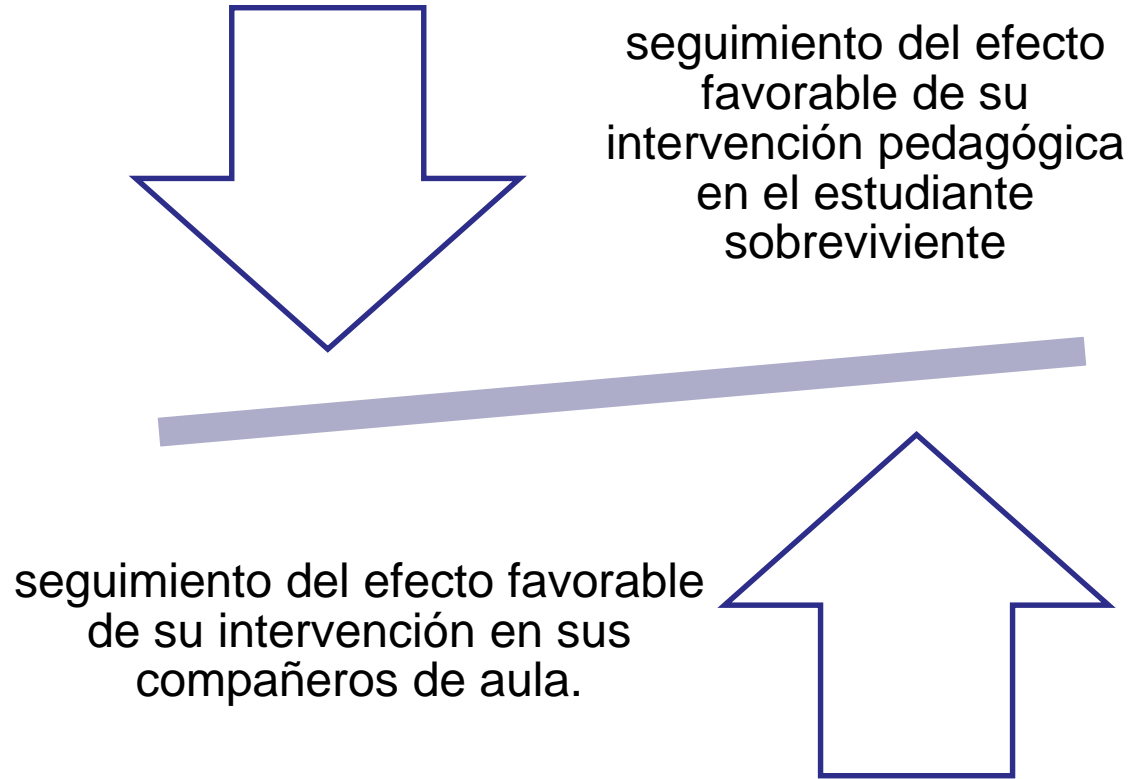 seguimiento del efecto
favorable de su
intervención pedagógica
en el estudiante
sobreviviente
seguimiento del efecto favorable
de su intervención en sus
compañeros de aula.